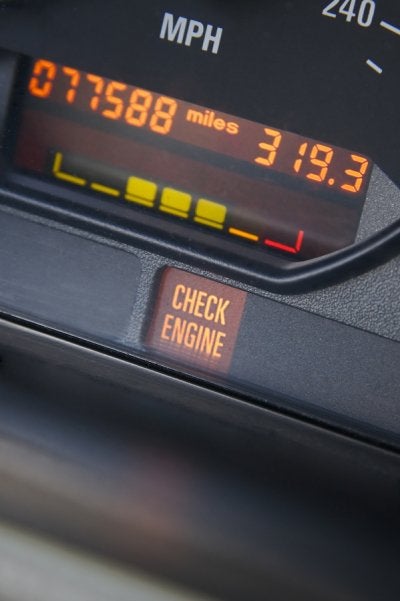 240
MPH
077588 miles 319.3
CHECK
ENGINE